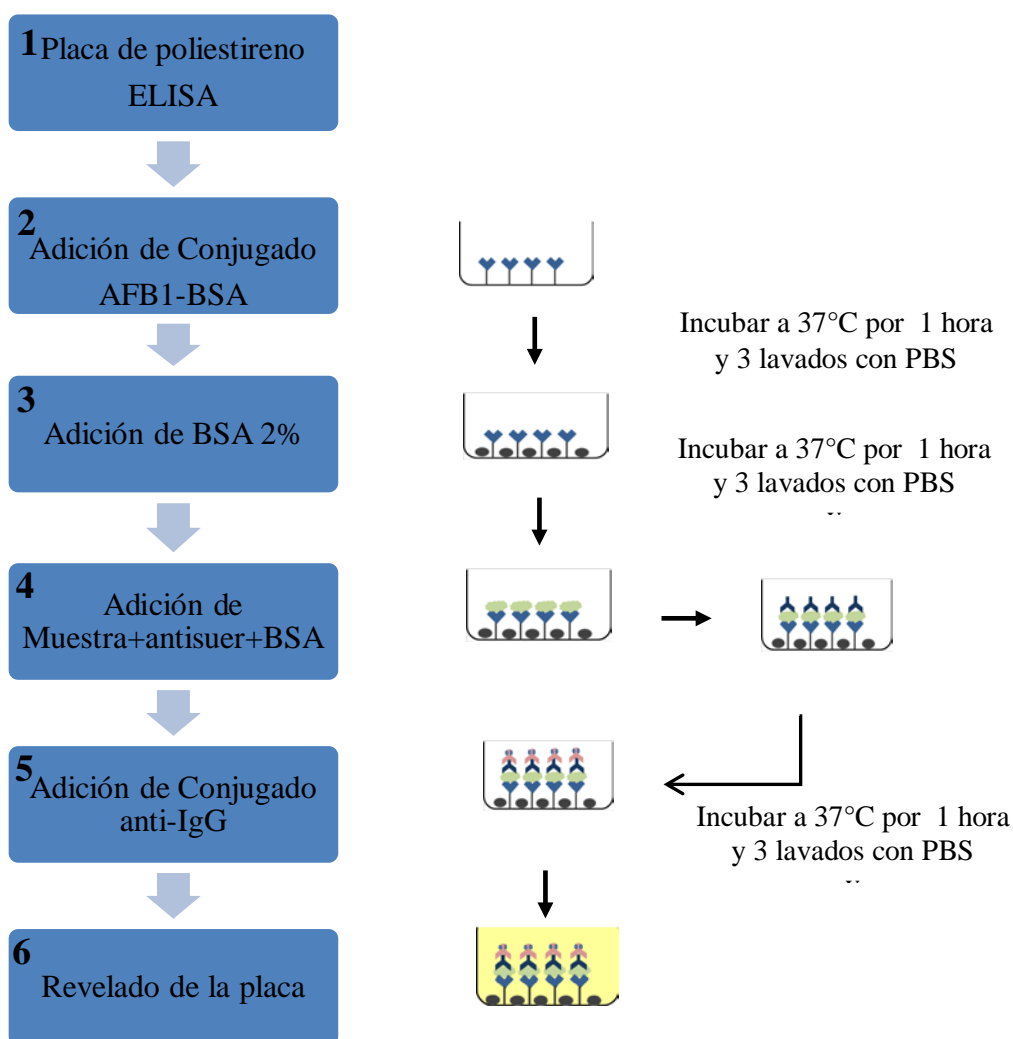 1 Placa de poliestireno
ELISA
2
Adición de Conjugado
AFB1-BSA
Incubar a 37°C por 1 hora
y 3 lavados con PBS
3
Adición de BSA 2%
Incubar a 37°C por 1 hora
y 3 lavados con PBS
4
Adición de
Muestra+antisuer+BSA
5
Adición de Conjugado
anti-IgG
Incubar a 37°C por 1 hora
y 3 lavados con PBS
6
Revelado de la placa